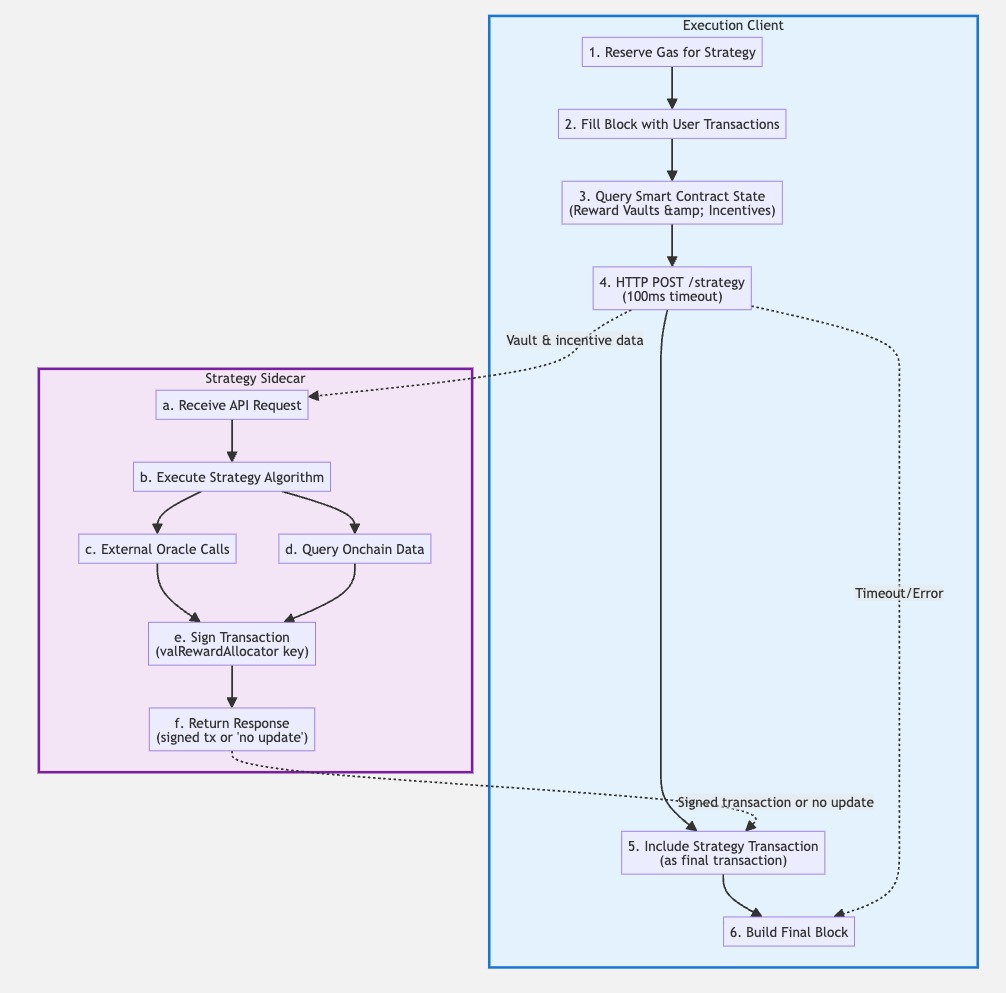 Execution Client
1. Reserve Gas for Strategy
2. Fill Block with User Transactions
3. Query Smart Contract State
(Reward Vaults &amp; Incentives)
4. HTTP POST /strategy
(100ms timeout)
Vault & incentive data
Strategy Sidecar
a. Receive API Request
b. Execute Strategy Algorithm
c. External Oracle Calls
d. Query Onchain Data
e. Sign Transaction
(valRewardAllocator key)
f. Return Response
(signed tx or 'no update')
Timeout/Error
Signed transaction or no update
5. Include Strategy Transaction
(as final transaction)
6. Build Final Block